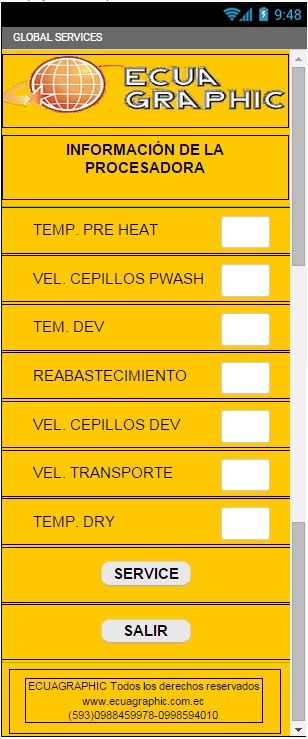 9:48
GLOBAL SERVICES
ECUA
GRAPHIC
INFORMACIÓN DE LA
PROCESADORA
TEMP. PRE HEAT
VEL. CEPILLOS PWASH
TEM. DEV
REABASTECIMIENTO
VEL. CEPILLOS DEV
VEL. TRANSPORTE
TEMP. DRY
SERVICE
SALIR
ECUAGRAPHIC Todos los derechos reservados
www.ecuagraphic.com.ec
(593)0988459978-0998594010